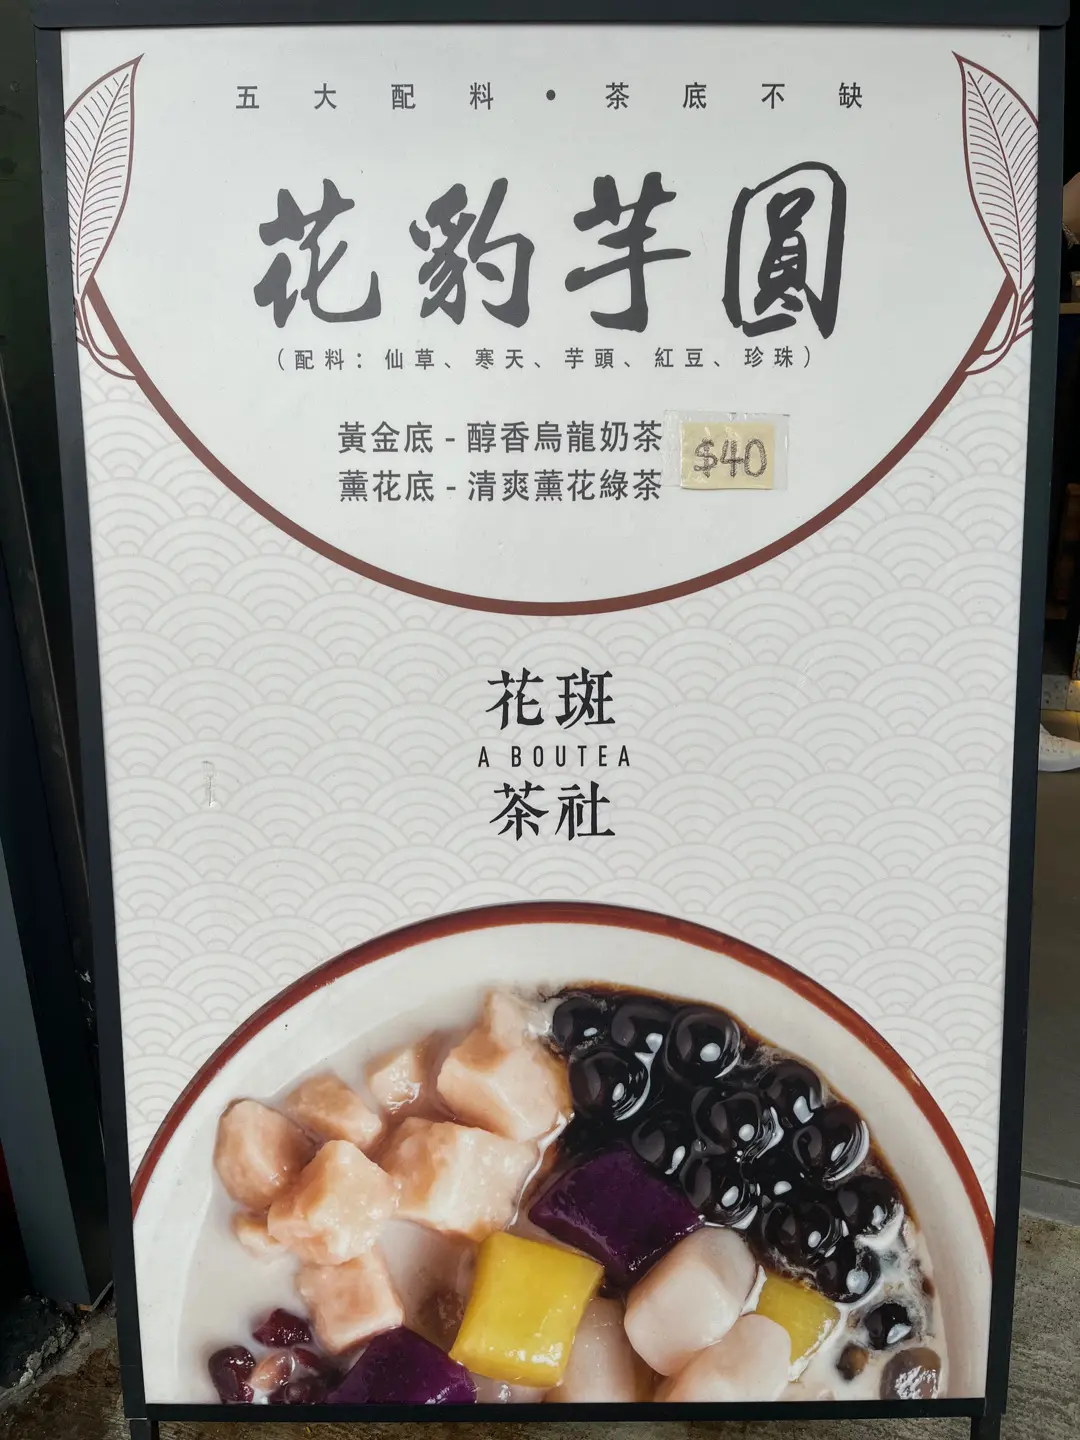 五大配料•茶底不缺
花豹芋圓
（配料：仙草、寒天、芋頭、紅豆、珍珠）
黃金底 - 醇香烏龍奶茶
薰花底 - 清爽薰花綠茶
$40
花斑
A BOUTEA
茶社